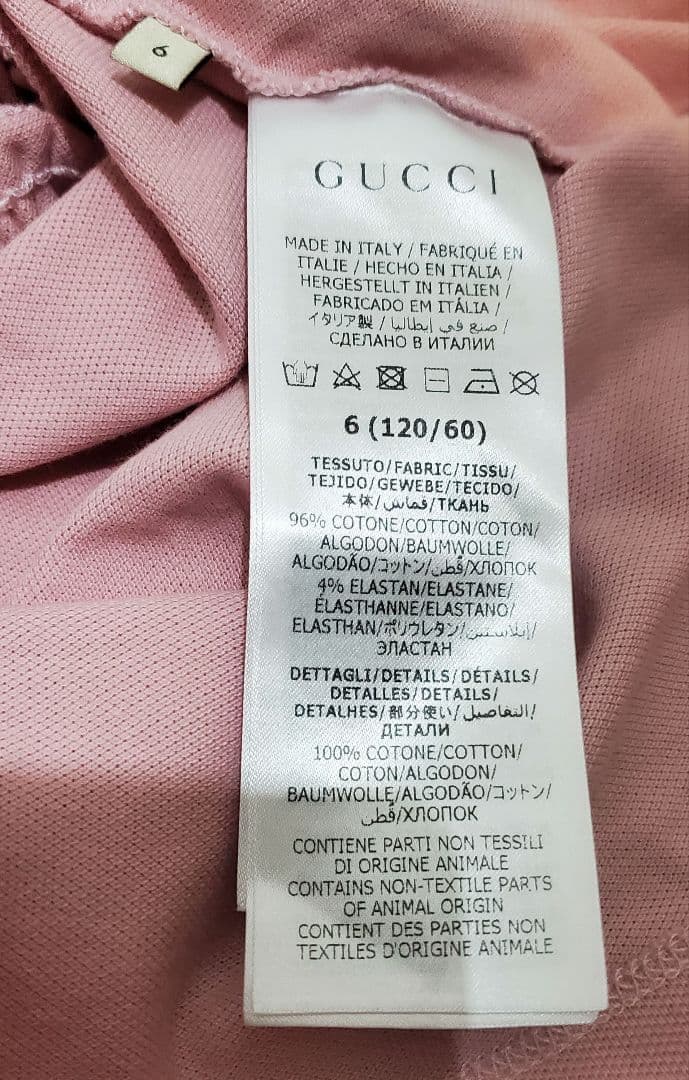 6
GUCCI
MADE IN ITALY / FABRIQUÉ EN
ITALIE / HECHO EN ITALIA /
HERGESTELLT IN ITALIEN /
FABRICADO EM ITÁLIA /
イタリア製 / صنع في إيطاليا /
СДЕЛАНО В ИТАЛИИ
6 (120/60)
TESSUTO/FABRIC/TISSU/
TEJIDO/GEWEBE/TECIDO/
本体/قماش/ТКАНЬ
96% COTONE/COTTON/COTON/
ALGODON/BAUMWOLLE/
ALGODÃO/コットン/قطن/ХЛОПОК
4% ELASTAN/ELASTANE/
ÉLASTHANNE/ELASTANO/
ELASTHAN/ポリウレタン/إيلاستين/
ЭЛАСТАН
DETTAGLI/DETAILS/DÉTAILS/
DETALLES/DETAILS/
DETALHES/部分使い/التفاصيل/
ДЕТАЛИ
100% COTONE/COTTON/
COTON/ALGODON/
BAUMWOLLE/ALGODÃO/コットン/
قطن/ХЛОПОК
CONTIENE PARTI NON TESSILI
DI ORIGINE ANIMALE
CONTAINS NON-TEXTILE PARTS
OF ANIMAL ORIGIN
CONTIENT DES PARTIES NON
TEXTILES D'ORIGINE ANIMALE